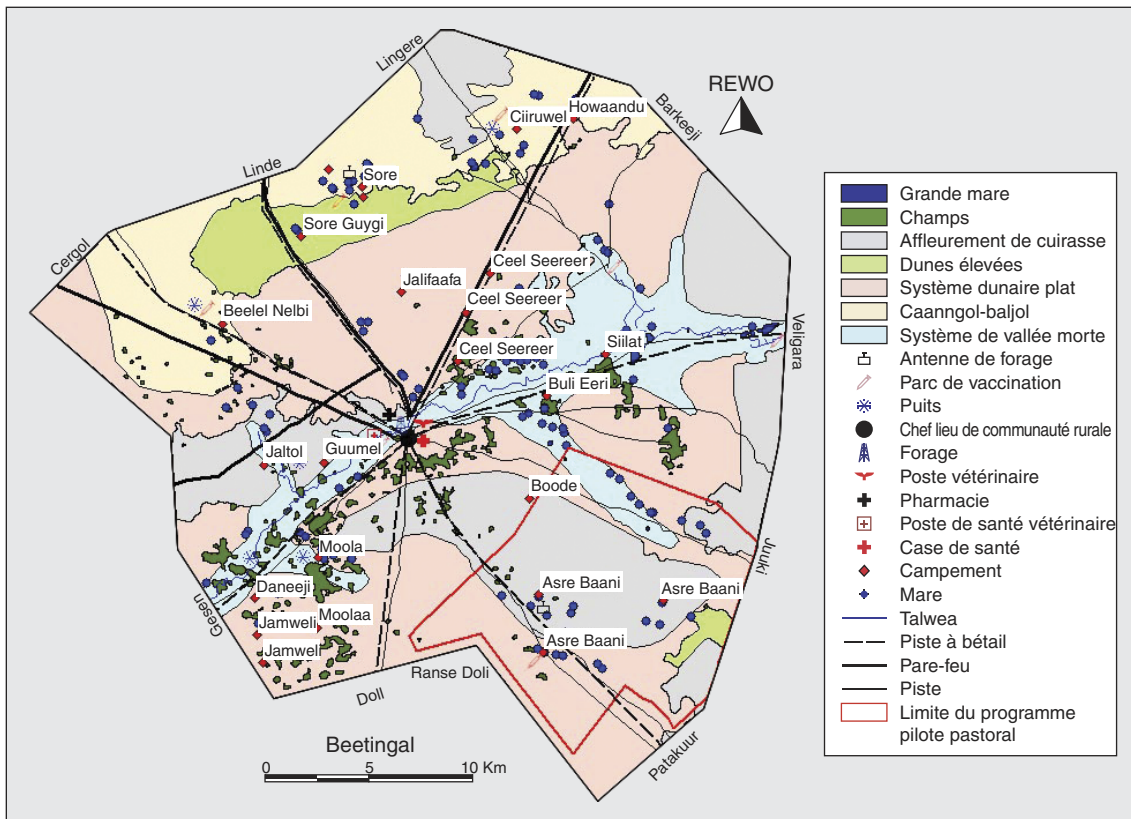 Lingere
REWO
Barkeeji
Howaandu
Ciiruwel
Linde
Sore
Sore Guygi
Cergol
Ceel Seereer
Jalifaafa
Ceel Seereer
Beelel Nelbi
Veligara
Ceel Seereer
Siilat
Buli Eeri
Jaltol
Guumel
Boode
Moola
Juuki
Asre Baani
Asre Baani
Daneeji
Gesen
Jamweli
Moolaa
Jamweli
Asre Baani
Ranse Doli
Doll
Patakuur
Beetingal
0 5 10 Km
Grande mare
Champs
Affleurement de cuirasse
Dunes élevées
Système dunaire plat
Caanngol-baljol
Système de vallée morte
Antenne de forage
Parc de vaccination
Puits
Chef lieu de communauté rurale
Forage
Poste vétérinaire
Pharmacie
Poste de santé vétérinaire
Case de santé
Campement
Mare
Talwea
Piste à bétail
Pare-feu
Piste
Limite du programme
pilote pastoral